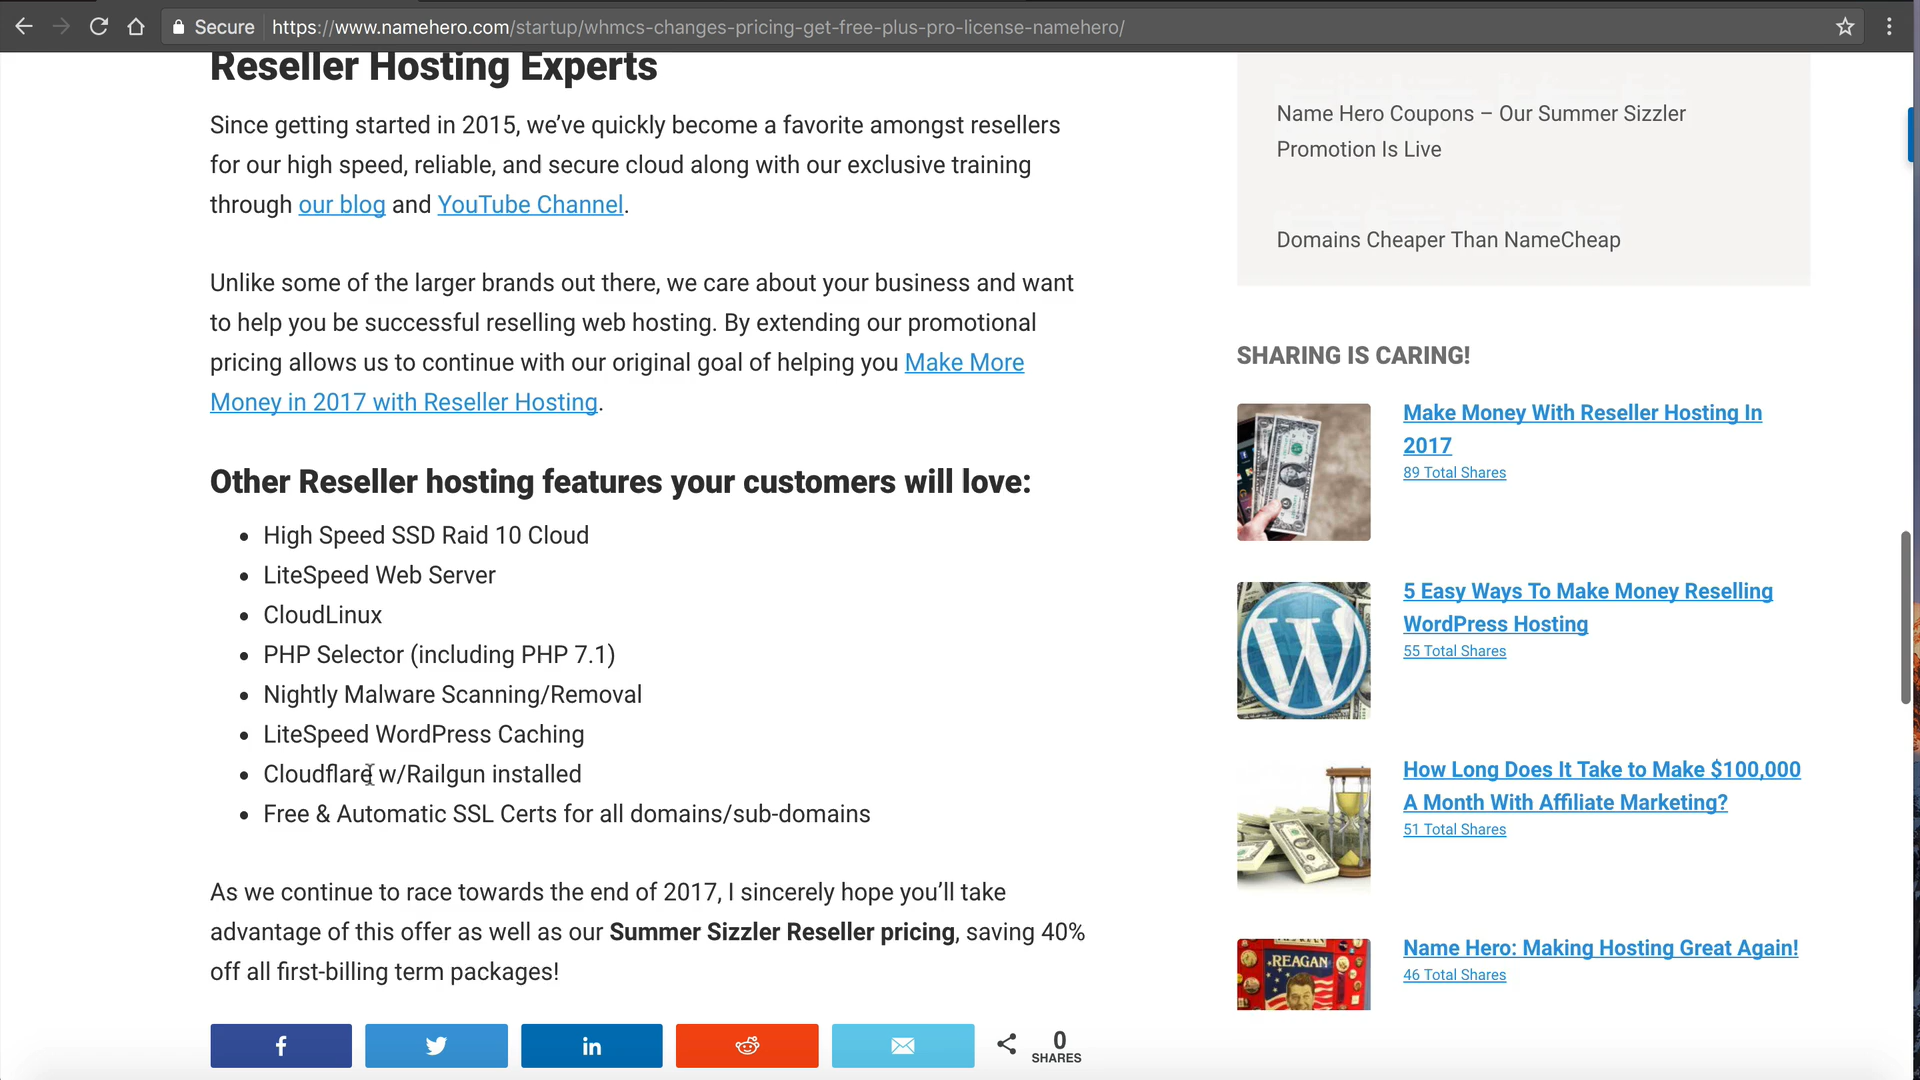 Secure
https://www.namehero.com/startup/whmcs-changes-pricing-get-free-plus-pro-license-namehero/
Reseller Hosting Experts
Since getting started in 2015, we've quickly become a favorite amongst resellers
for our high speed, reliable, and secure cloud along with our exclusive training
through our blog and YouTube Channel.
Unlike some of the larger brands out there, we care about your business and want
to help you be successful reselling web hosting. By extending our promotional
pricing allows us to continue with our original goal of helping you Make More
Money in 2017 with Reseller Hosting.
Other Reseller hosting features your customers will love:
• High Speed SSD Raid 10 Cloud
• LiteSpeed Web Server
• CloudLinux
• PHP Selector (including PHP 7.1)
• Nightly Malware Scanning/Removal
• LiteSpeed WordPress Caching
• Cloudflare w/Railgun installed
• Free & Automatic SSL Certs for all domains/sub-domains
As we continue to race towards the end of 2017, I sincerely hope you'll take
advantage of this offer as well as our Summer Sizzler Reseller pricing, saving 40%
off all first-billing term packages!
0
SHARES
Name Hero Coupons – Our Summer Sizzler
Promotion Is Live
Domains Cheaper Than NameCheap
SHARING IS CARING!
Make Money With Reseller Hosting In
2017
89 Total Shares
5 Easy Ways To Make Money Reselling
WordPress Hosting
55 Total Shares
How Long Does It Take to Make $100,000
A Month With Affiliate Marketing?
51 Total Shares
REAGAN
Name Hero: Making Hosting Great Again!
46 Total Shares